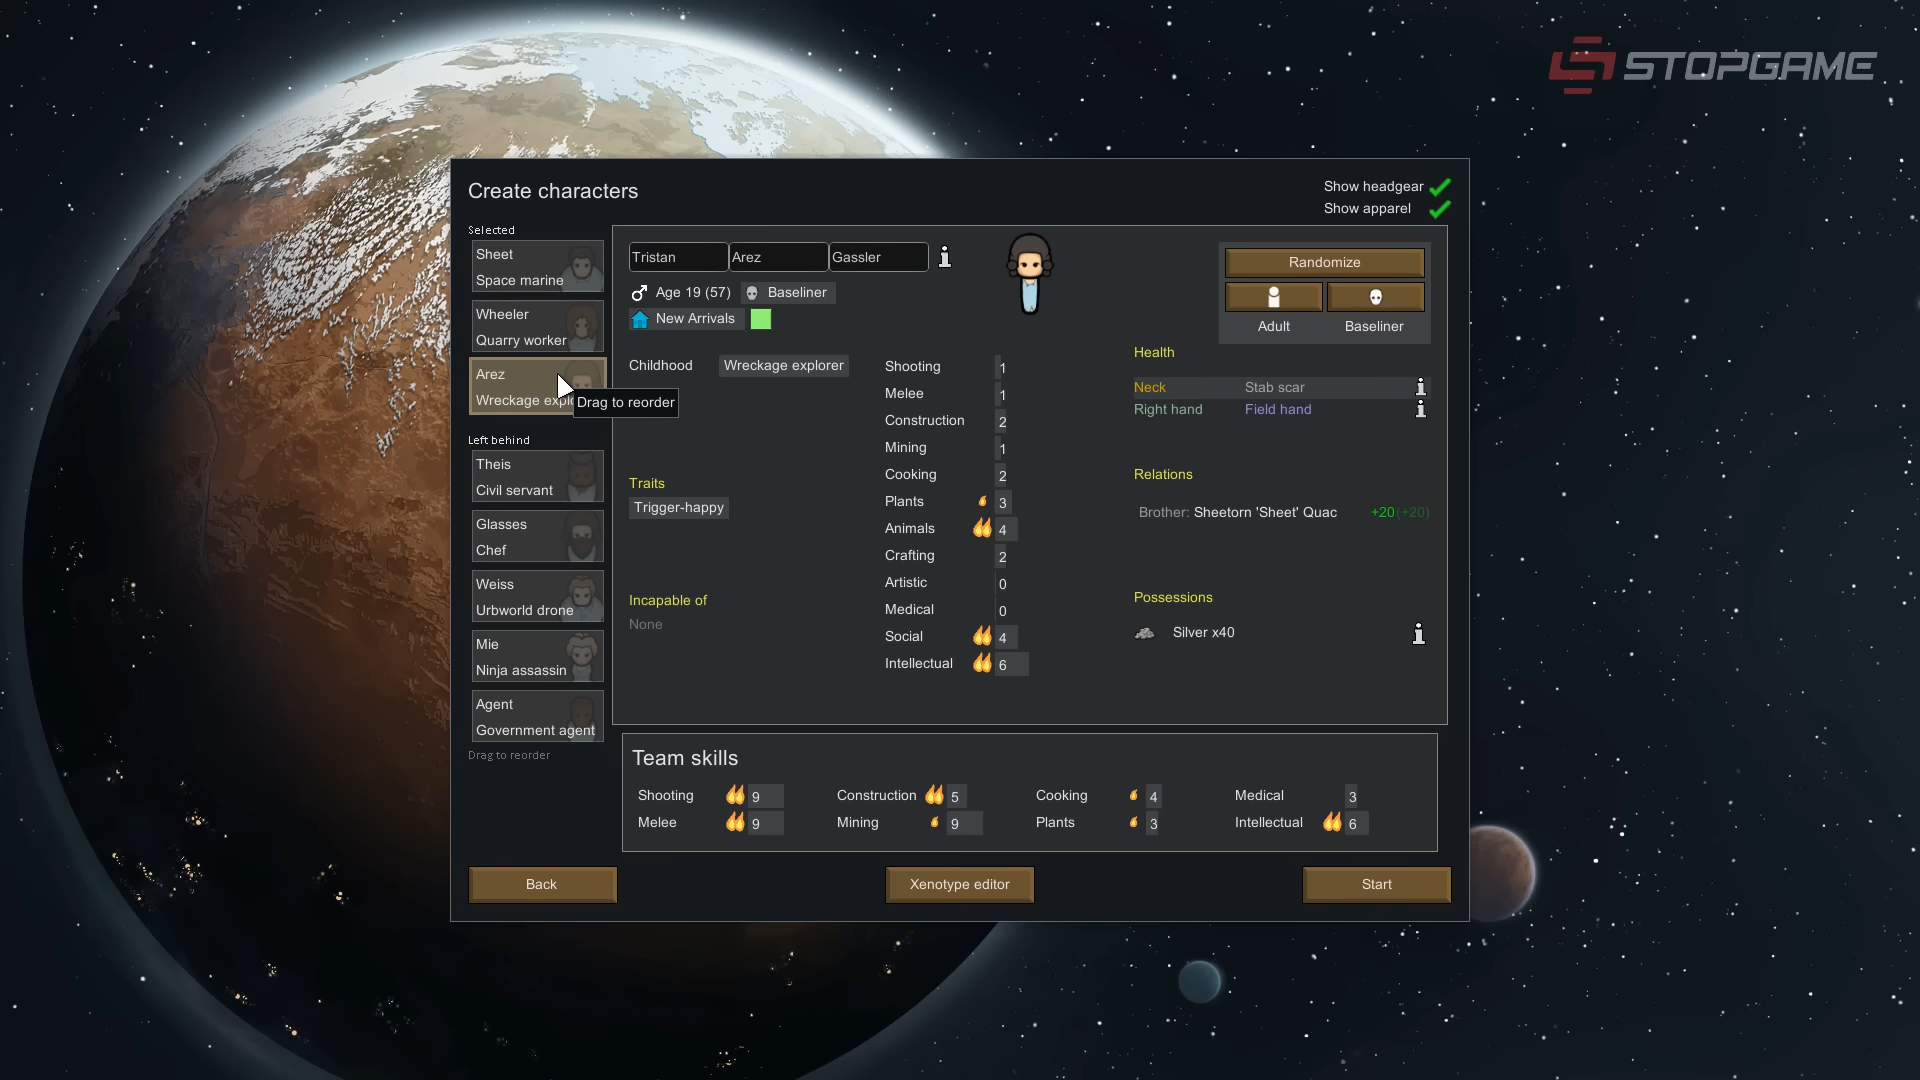 STOPGAME
Create characters
Show headgear
Show apparel
Selected
Sheet
Space marine
Wheeler
Quarry worker
Arez
Wreckage explo
Drag to reorder
Left behind
Theis
Civil servant
Glasses
Chef
Weiss
Urbworld drone
Mie
Ninja assassin
Agent
Government agent
Drag to reorder
Tristan Arez Gassler
Age 19 (57) Baseliner
New Arrivals
Childhood Wreckage explorer
Traits
Trigger-happy
Incapable of
None
Shooting 1
Melee 1
Construction 2
Mining 1
Cooking 2
Plants 3
Animals 4
Crafting 2
Artistic 0
Medical 0
Social 4
Intellectual 6
Randomize
Adult Baseliner
Health
Neck Stab scar
Right hand Field hand
Relations
Brother: Sheetorn 'Sheet' Quac +20(+20)
Possessions
Silver x40
Team skills
Shooting 9 Construction 5 Cooking 4 Medical 3
Melee 9 Mining 9 Plants 3 Intellectual 6
Back Xenotype editor Start